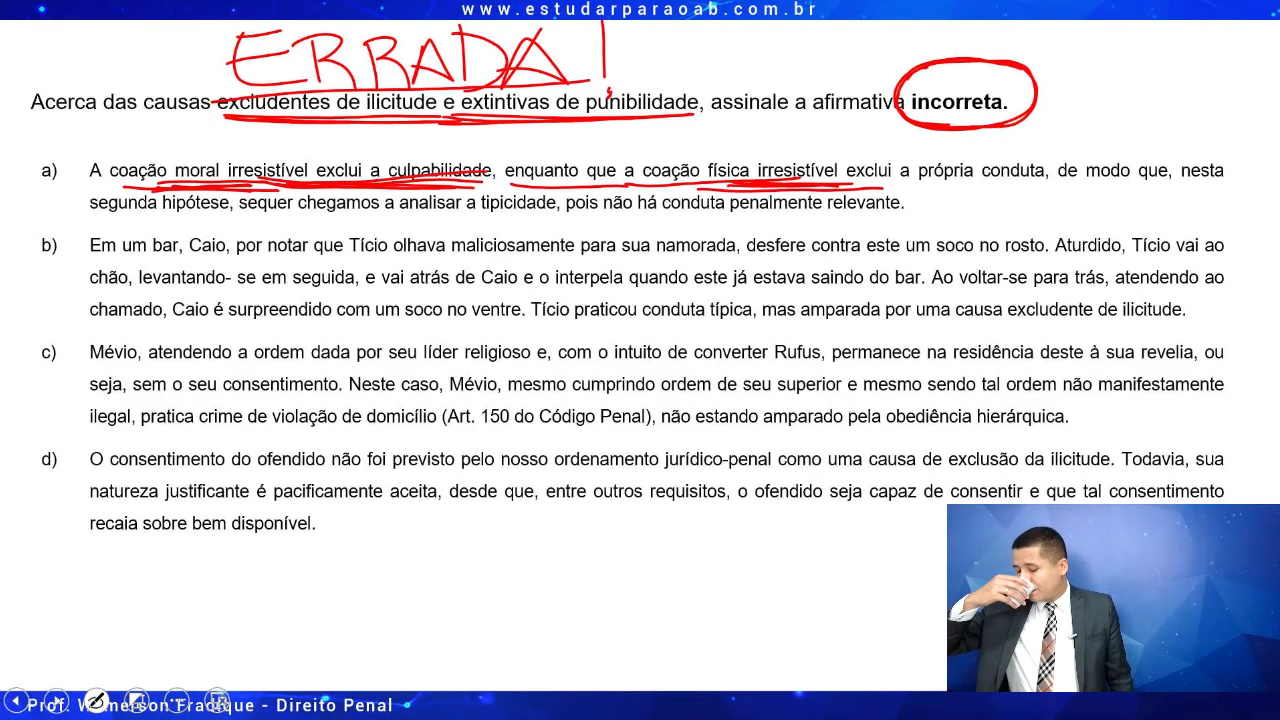 www.estudarparaoab.com.br
ERRADA!
Acerca das causas excludentes de ilicitude e extintivas de punibilidade, assinale a afirmativa incorreta.
a) A coação moral irresistível exclui a culpabilidade, enquanto que a coação física irresistível exclui a própria conduta, de modo que, nesta
segunda hipótese, sequer chegamos a analisar a tipicidade, pois não há conduta penalmente relevante.
b) Em um bar, Caio, por notar que Tício olhava maliciosamente para sua namorada, desfere contra este um soco no rosto. Aturdido, Tício vai ao
chão, levantando- se em seguida, e vai atrás de Caio e o interpela quando este já estava saindo do bar. Ao voltar-se para trás, atendendo ao
chamado, Caio é surpreendido com um soco no ventre. Tício praticou conduta típica, mas amparada por uma causa excludente de ilicitude.
c) Mévio, atendendo a ordem dada por seu líder religioso e, com o intuito de converter Rufus, permanece na residência deste à sua revelia, ou
seja, sem o seu consentimento. Neste caso, Mévio, mesmo cumprindo ordem de seu superior e mesmo sendo tal ordem não manifestamente
ilegal, pratica crime de violação de domicílio (Art. 150 do Código Penal), não estando amparado pela obediência hierárquica.
d) O consentimento do ofendido não foi previsto pelo nosso ordenamento jurídico-penal como uma causa de exclusão da ilicitude. Todavia, sua
natureza justificante é pacificamente aceita, desde que, entre outros requisitos, o ofendido seja capaz de consentir e que tal consentimento
recaia sobre bem disponível.
Prof. - Direito Penal